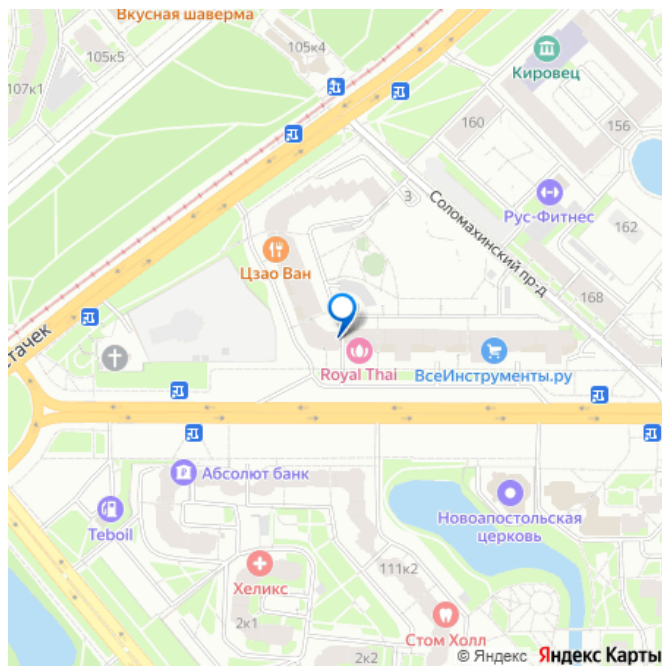 Вкусная шаверма
105к4
105к5
107к1
Кировец
160
156
Соломахинский пр-д
3
Рус-Фитнес
162
Цзао Ван
168
Стачек
Royal Thai
ВсеИнструменты.ру
Абсолют банк
Teboil
Новоапостольская
церковь
111к2
Хеликс
2к1
Стом Холл
2к2
© Яндекс Яндекс Карты